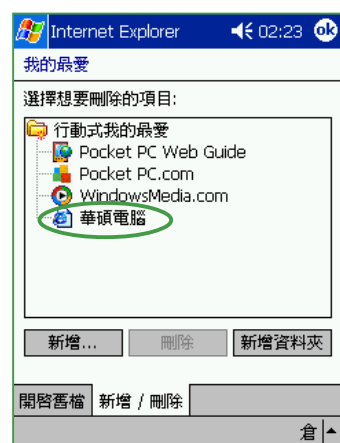 Internet Explorer 02:23 ok
我的最愛
選擇想要刪除的項目:
行動式我的最愛
Pocket PC Web Guide
Pocket PC.com
WindowsMedia.com
華碩電腦
新增... 刪除 新增資料夾
開啓舊檔 新增 / 刪除
倉